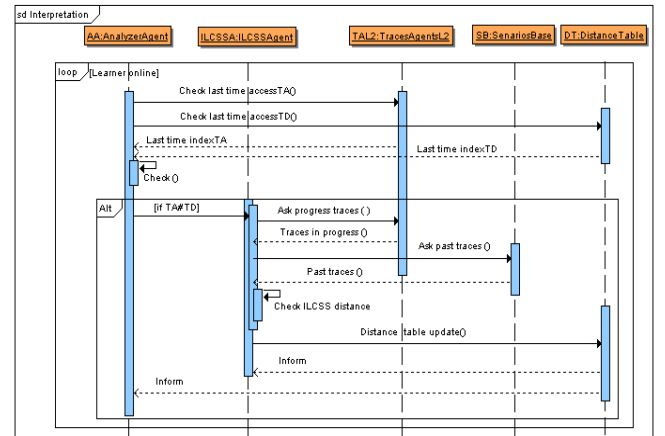 sd Interpretation
AA:AnalyzerAgent
ILCSSA:ILCSSAgent
TAL2:TracesAgentsL2
SB:SenariosBase
DT:DistanceTable
loop
[Learner online]
Check last time accessTA()
Check last time accessTD()
Last time indexTA
Last time indexTD
Check ()
Alt
[if TA#TD]
Ask progress traces ( )
Traces in progress ()
Ask past traces ()
Past traces ()
Check ILCSS distance
Distance table update()
Inform
Inform